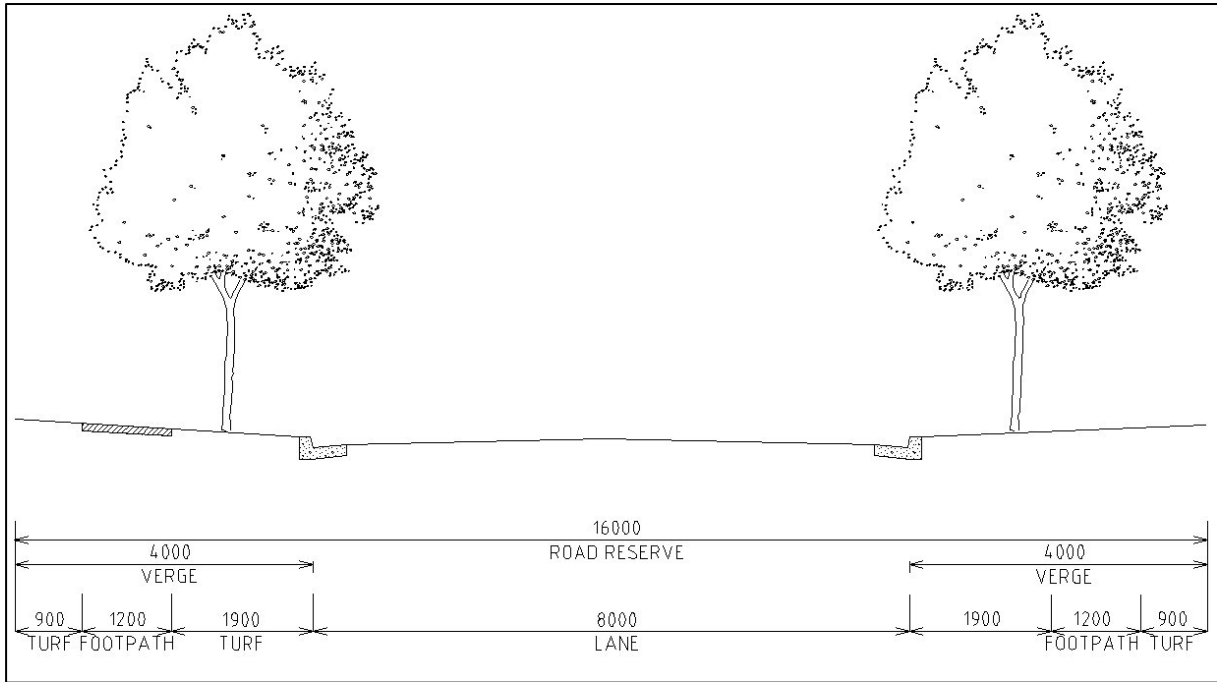 16000
ROAD RESERVE
4000 4000
VERGE VERGE
900 1200 1900 8000 1900 1200 900
TURF FOOTPATH TURF LANE FOOTPATH TURF